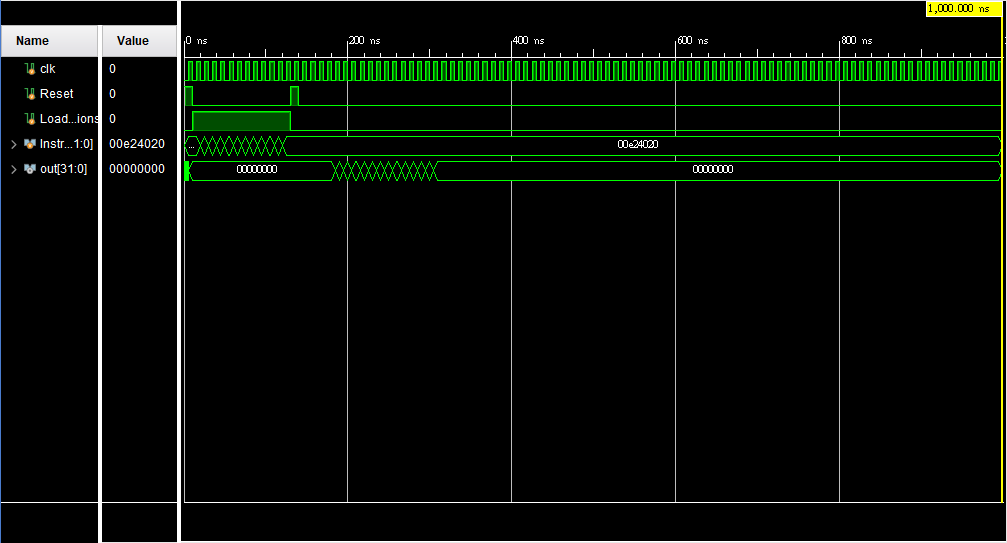 1,000.000 ns
Name Value
0 ns 200 ns 400 ns 600 ns 800 ns
clk 0
Reset 0
Load...ions 0
Instr...1:0] 00e24020 ... 00e24020
out[31:0] 00000000 00000000 00000000